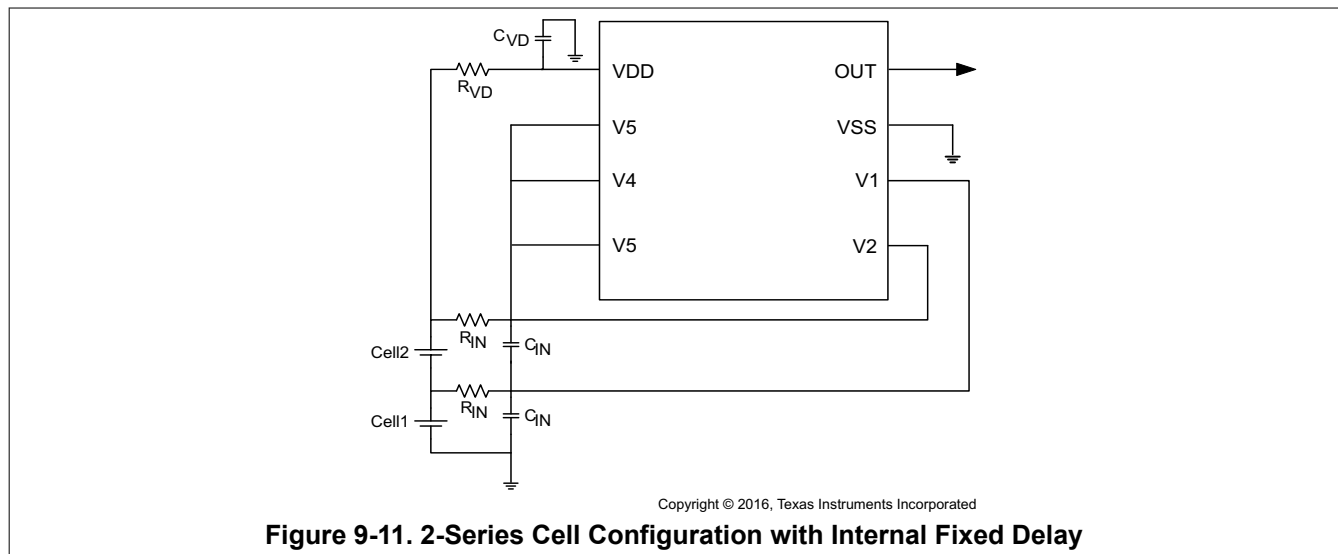 CVD
VDD
OUT
RVD
V5
VSS
V4
V1
V5
V2
RIN
Cell2
CIN
RIN
Cell1
CIN
Copyright © 2016, Texas Instruments Incorporated
Figure 9-11. 2-Series Cell Configuration with Internal Fixed Delay